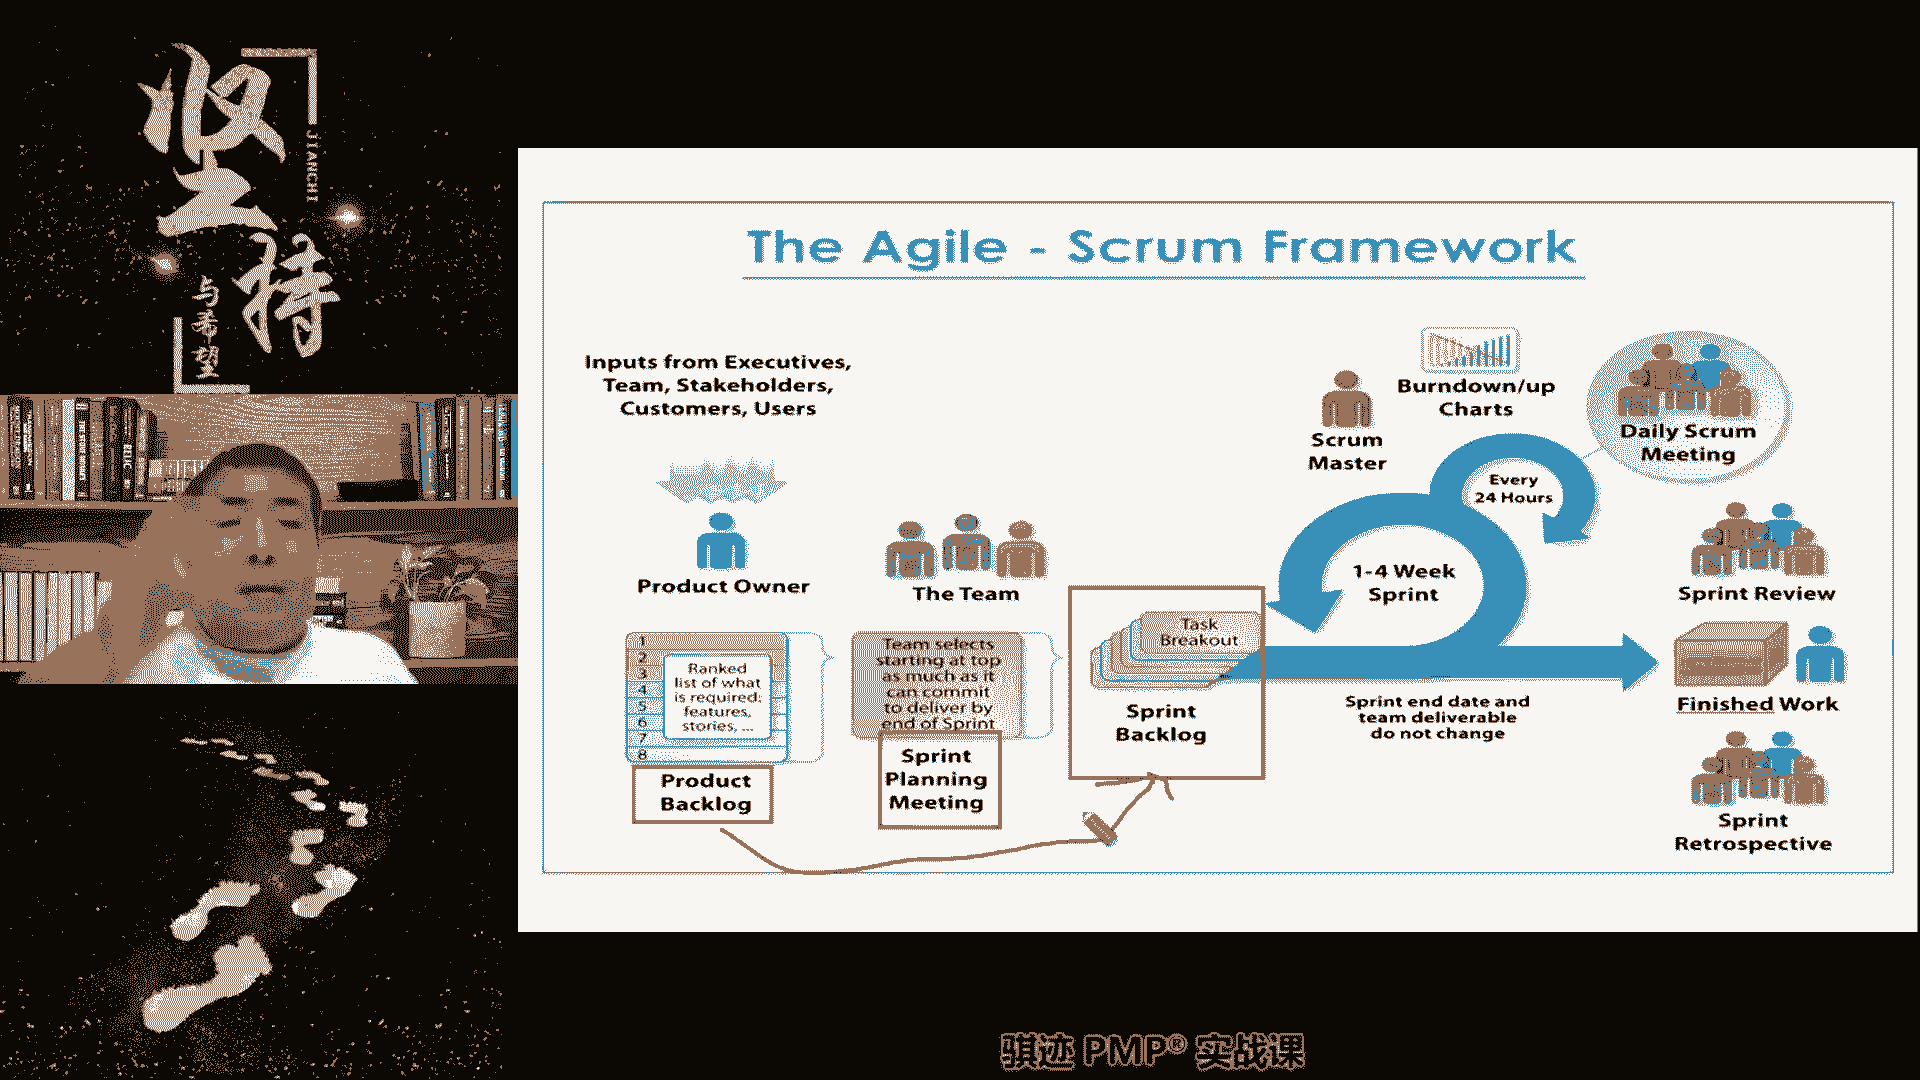 坚持
JIANCHI
与希望
The Agile - Scrum Framework
Inputs from Executives,
Team, Stakeholders,
Customers, Users
Product Owner
The Team
1
2
3
4
5
6
7
8
Ranked
list of what
is required:
features,
stories, ...
Product
Backlog
Team selects
starting at top
as much as it
can commit
to deliver by
end of Sprint
Sprint
Planning
Meeting
Task
Breakout
Sprint
Backlog
Scrum
Master
Burndown/up
Charts
Every
24 Hours
1-4 Week
Sprint
Sprint end date and
team deliverable
do not change
Daily Scrum
Meeting
Sprint Review
Finished Work
Sprint
Retrospective
骐迹 PMP® 实战课